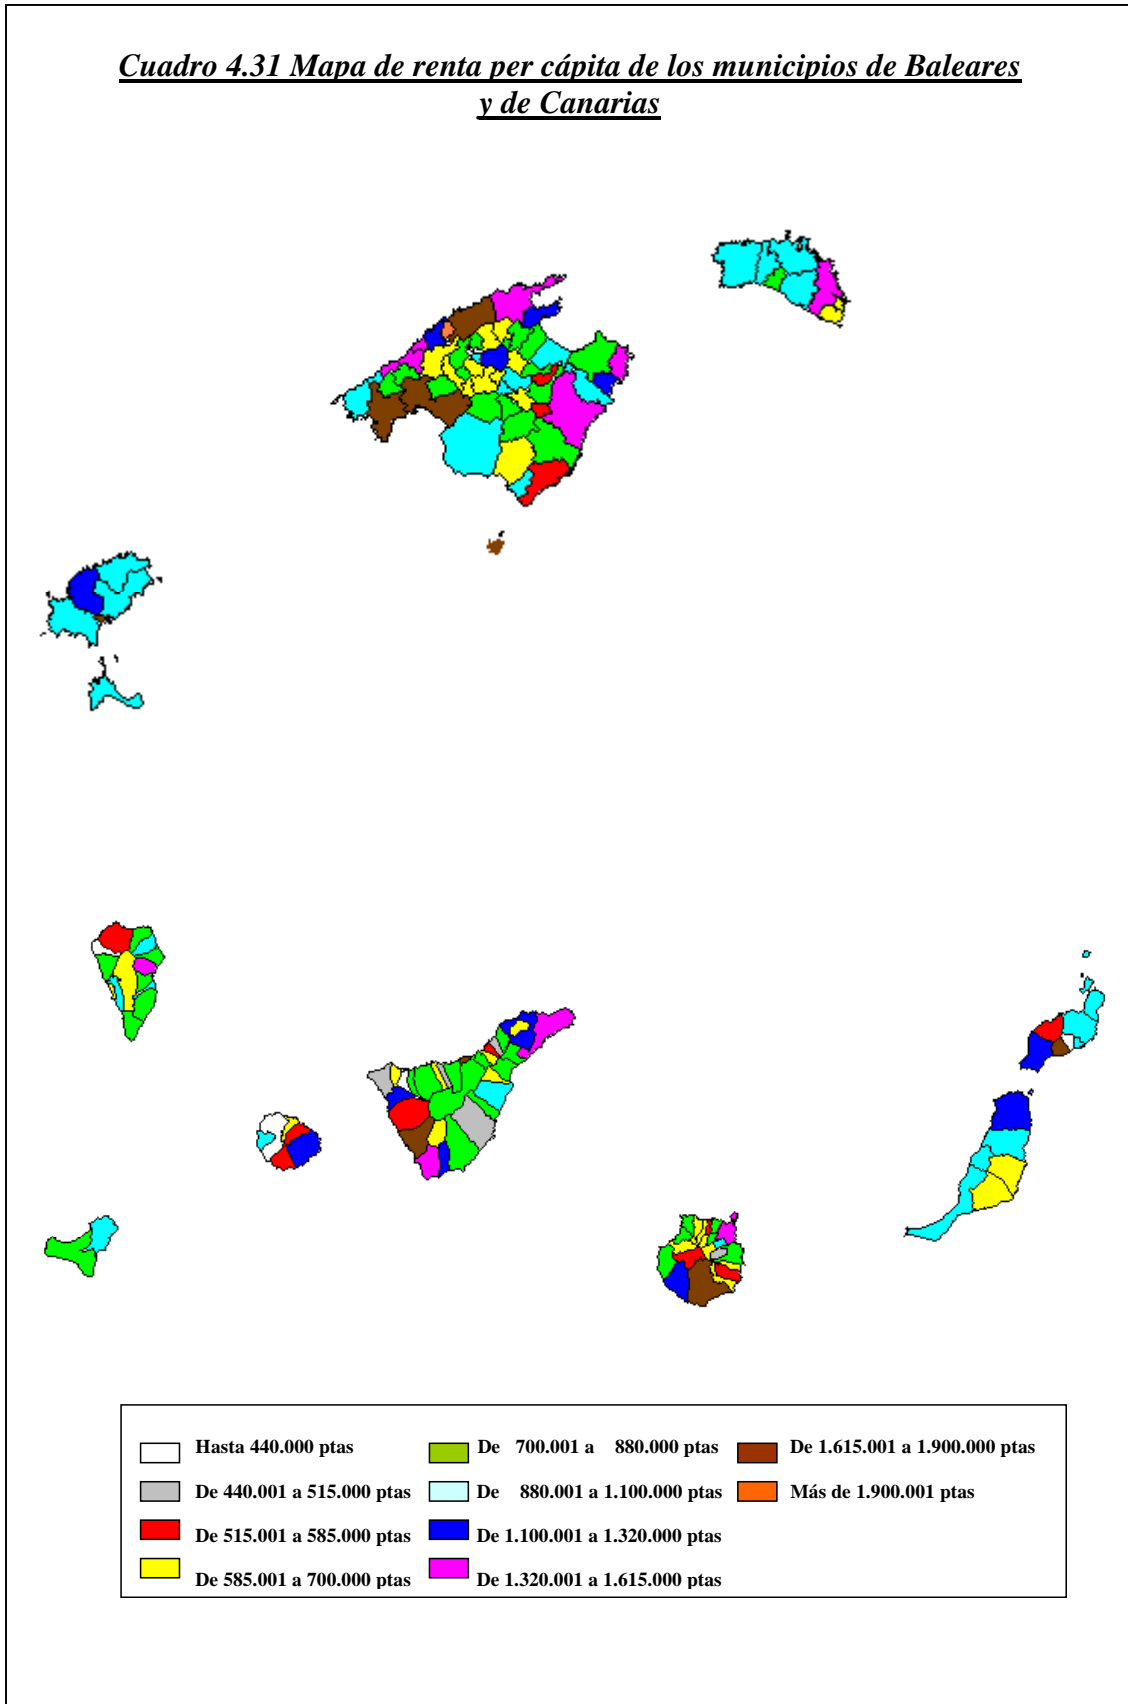 Cuadro 4.31 Mapa de renta per cápita de los municipios de Baleares
y de Canarias
Hasta 440.000 ptas
De 440.001 a 515.000 ptas
De 515.001 a 585.000 ptas
De 585.001 a 700.000 ptas
De 700.001 a 880.000 ptas
De 880.001 a 1.100.000 ptas
De 1.100.001 a 1.320.000 ptas
De 1.320.001 a 1.615.000 ptas
De 1.615.001 a 1.900.000 ptas
Más de 1.900.001 ptas